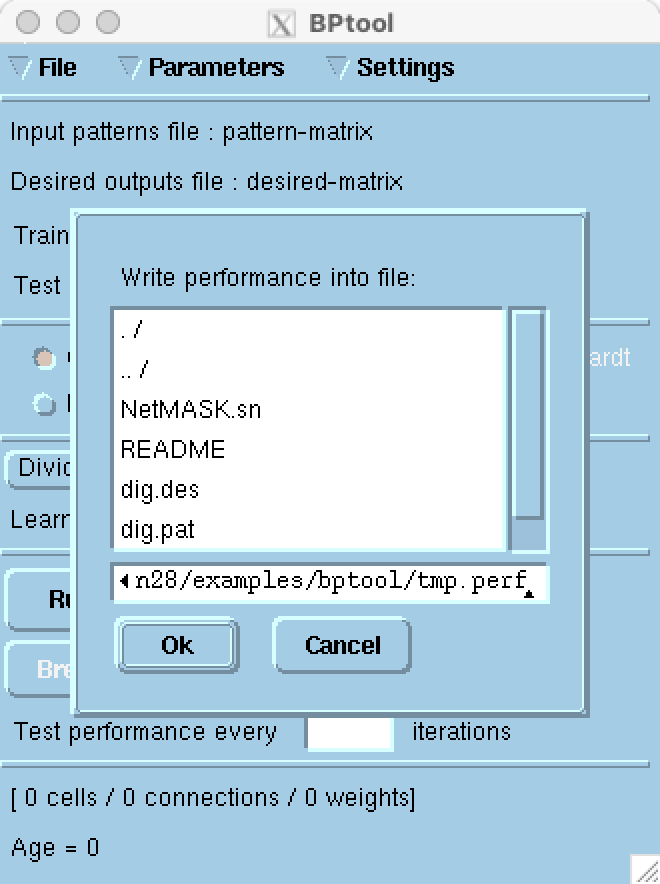 BPtool
File Parameters Settings
Input patterns file : pattern-matrix
Desired outputs file : desired-matrix
Train
Test
Write performance into file:
./
../
NetMASK.sn
README
dig.des
dig.pat
n28/examples/bptool/tmp.perf
Ok Cancel
ardt
Divid
Learn
Ru
Bre
Test performance every iterations
[ 0 cells / 0 connections / 0 weights]
Age = 0